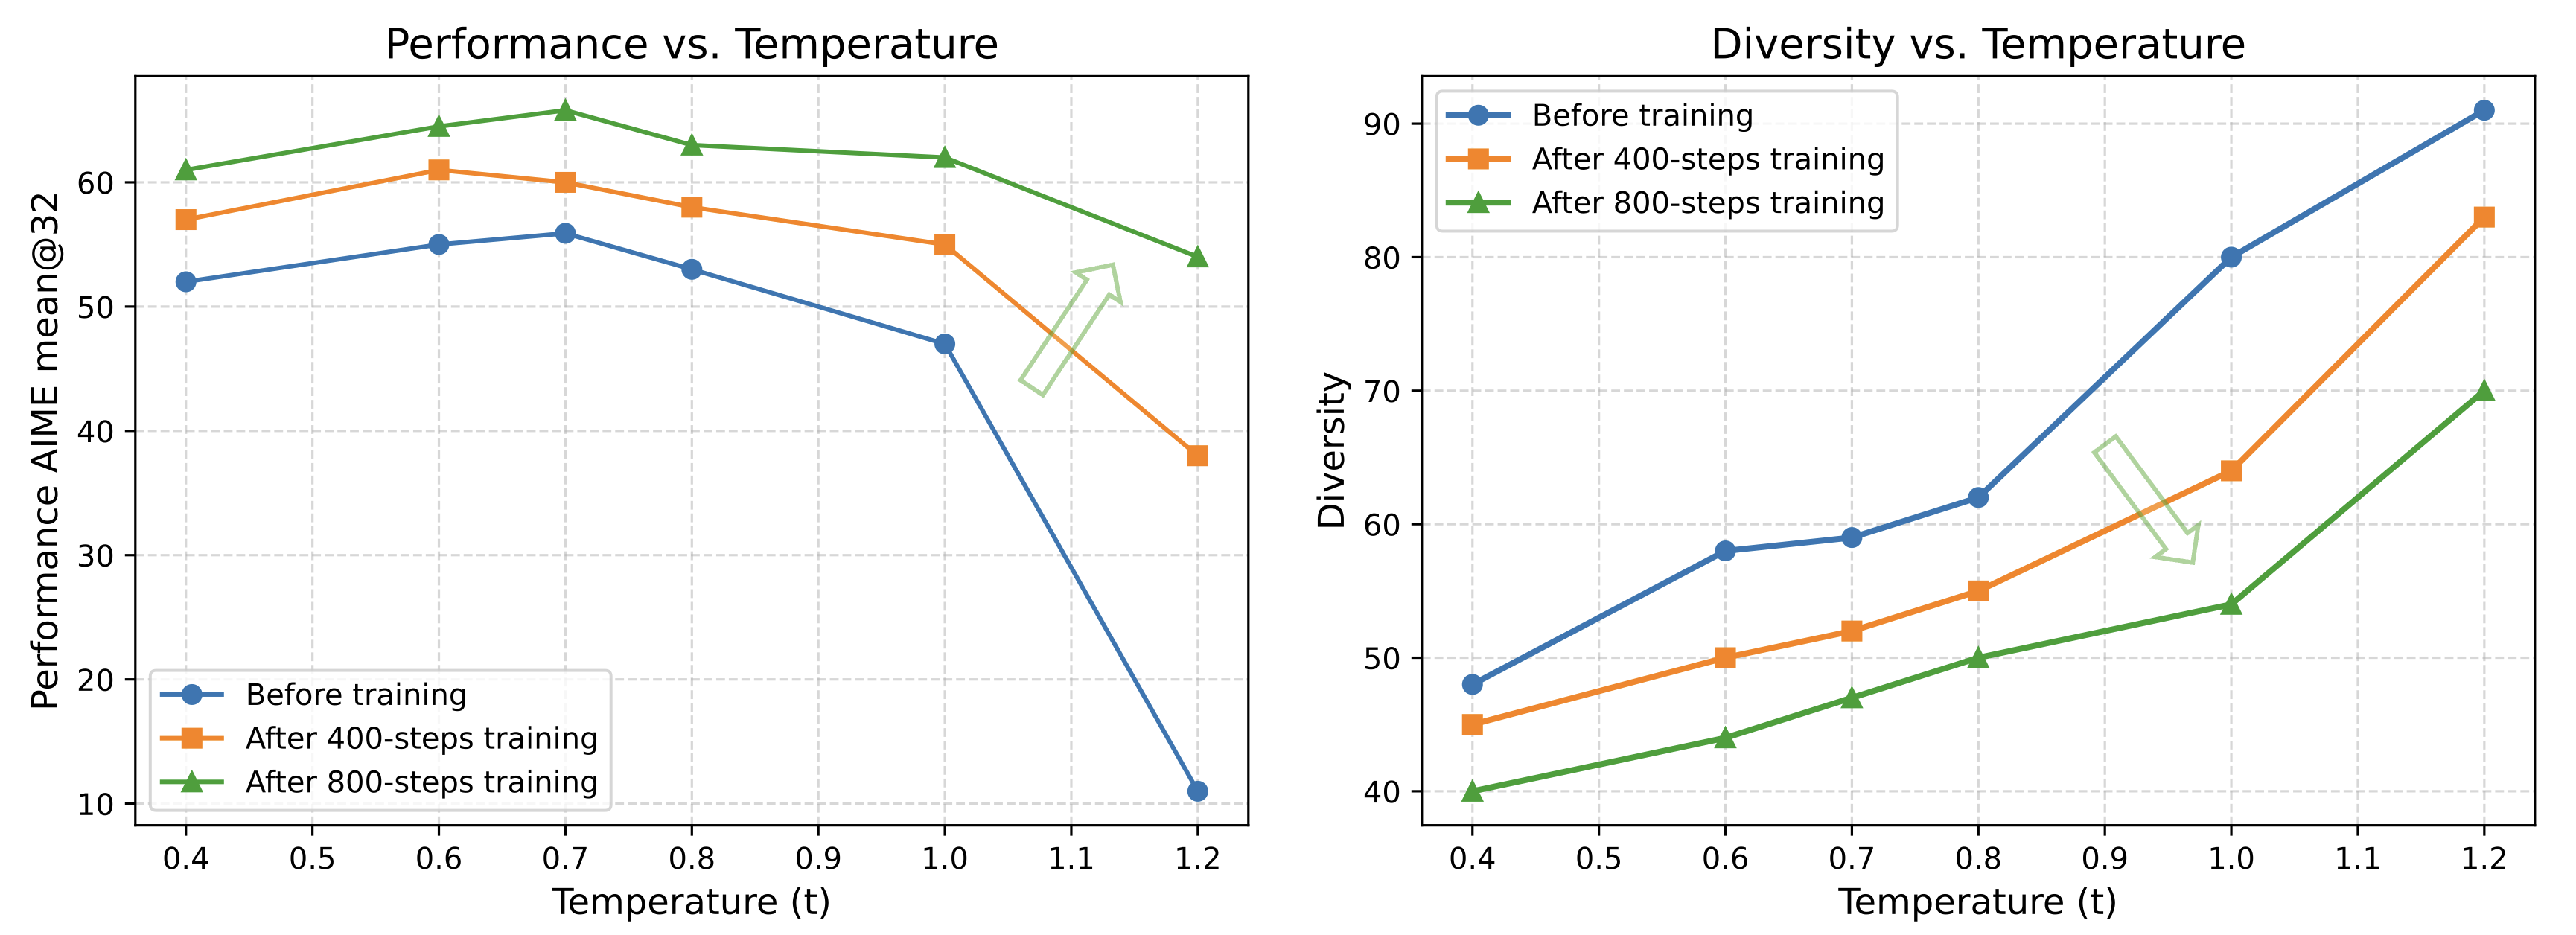 Performance vs. Temperature
Performance AIME mean@32
60
50
40
30
20
10
Before training
After 400-steps training
After 800-steps training
0.4 0.5 0.6 0.7 0.8 0.9 1.0 1.1 1.2
Temperature (t)
Diversity vs. Temperature
Diversity
90
80
70
60
50
40
Before training
After 400-steps training
After 800-steps training
0.4 0.5 0.6 0.7 0.8 0.9 1.0 1.1 1.2
Temperature (t)